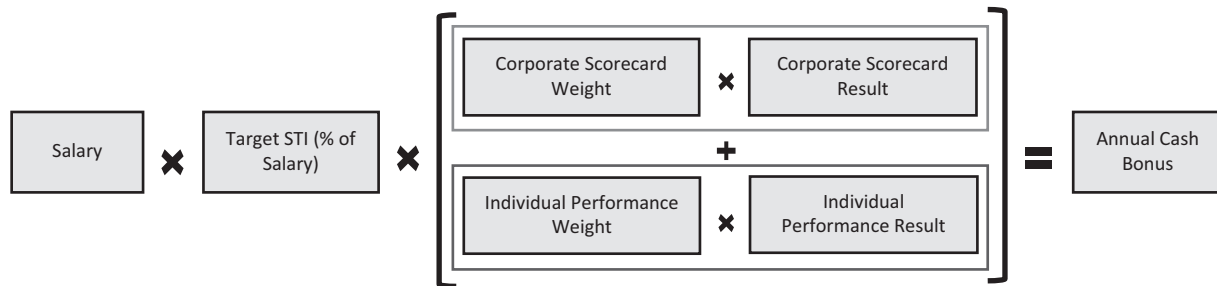 Salary
×
Target STI (% of
Salary)
×
Corporate Scorecard
Weight
×
Corporate Scorecard
Result
+
Individual Performance
Weight
×
Individual
Performance Result
=
Annual Cash
Bonus